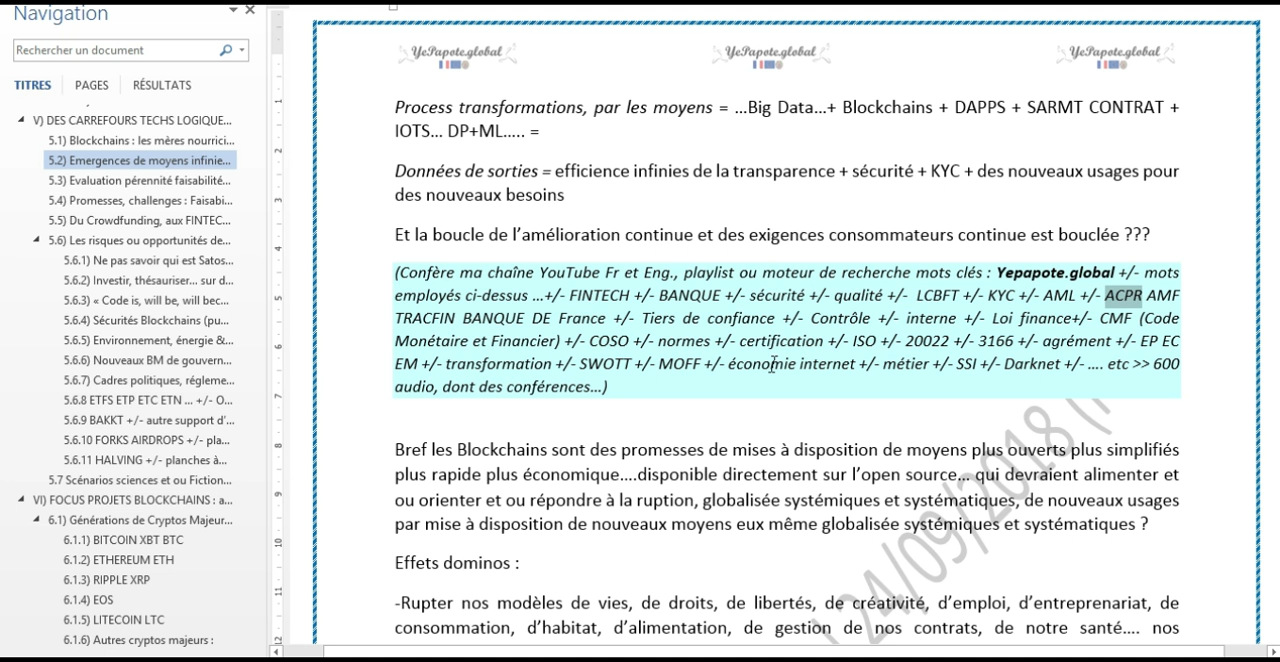 Navigation
Rechercher un document
TITRES PAGES RÉSULTATS
V) DES CARREFOURS TECHS LOGIQUE...
5.1) Blockchains : les mères nourrici...
5.2) Emergences de moyens infinie...
5.3) Evaluation pérennité faisabilité...
5.4) Promesses, challenges : Faisabi...
5.5) Du Crowdfunding, aux FINTEC...
5.6) Les risques ou opportunités de...
5.6.1) Ne pas savoir qui est Satos...
5.6.2) Investir, thésauriser... sur d...
5.6.3) « Code is, will be, will bec...
5.6.4) Sécurités Blockchains (pu...
5.6.5) Environnement, énergie &...
5.6.6) Nouveaux BM de gouvern...
5.6.7) Cadres politiques, régleme...
5.6.8 ETFS ETP ETC ETN ... +/- O...
5.6.9 BAKKT +/- autre support d'...
5.6.10 FORKS AIRDROPS +/- pla...
5.6.11 HALVING +/- planches à...
5.7 Scénarios sciences et ou Fiction...
VI) FOCUS PROJETS BLOCKCHAINS : a...
6.1) Générations de Cryptos Majeur...
6.1.1) BITCOIN XBT BTC
6.1.2) ETHEREUM ETH
6.1.3) RIPPLE XRP
6.1.4) EOS
6.1.5) LITECOIN LTC
6.1.6) Autres cryptos majeurs :
1
2
3
4
5
6
7
8
9
10
11
12
YePapote.global YePapote.global YePapote.global
Process transformations, par les moyens = ...Big Data...+ Blockchains + DAPPS + SARMT CONTRAT +
IOTS... DP+ML..... =
Données de sorties = efficience infinies de la transparence + sécurité + KYC + des nouveaux usages pour
des nouveaux besoins
Et la boucle de l'amélioration continue et des exigences consommateurs continue est bouclée ???
(Confère ma chaîne YouTube Fr et Eng., playlist ou moteur de recherche mots clés : Yepapote.global +/- mots
employés ci-dessus ...+/- FINTECH +/- BANQUE +/- sécurité +/- qualité +/- LCBFT +/- KYC +/- AML +/- ACPR AMF
TRACFIN BANQUE DE France +/- Tiers de confiance +/- Contrôle +/- interne +/- Loi finance+/- CMF (Code
Monétaire et Financier) +/- COSO +/- normes +/- certification +/- ISO +/- 20022 +/- 3166 +/- agrément +/- EP EC
EM +/- transformation +/- SWOTT +/- MOFF +/- économie internet +/- métier +/- SSI +/- Darknet +/- .... etc >> 600
audio, dont des conférences...)
Bref les Blockchains sont des promesses de mises à disposition de moyens plus ouverts plus simplifiés
plus rapide plus économique....disponible directement sur l'open source... qui devraient alimenter et
ou orienter et ou répondre à la ruption, globalisée systémiques et systématiques, de nouveaux usages
par mise à disposition de nouveaux moyens eux même globalisée systémiques et systématiques ?
Effets dominos :
-Rupter nos modèles de vies, de droits, de libertés, de créativité, d'emploi, d'entreprenariat, de
consommation, d'habitat, d'alimentation, de gestion de nos contrats, de notre santé.... nos
24/09/2018